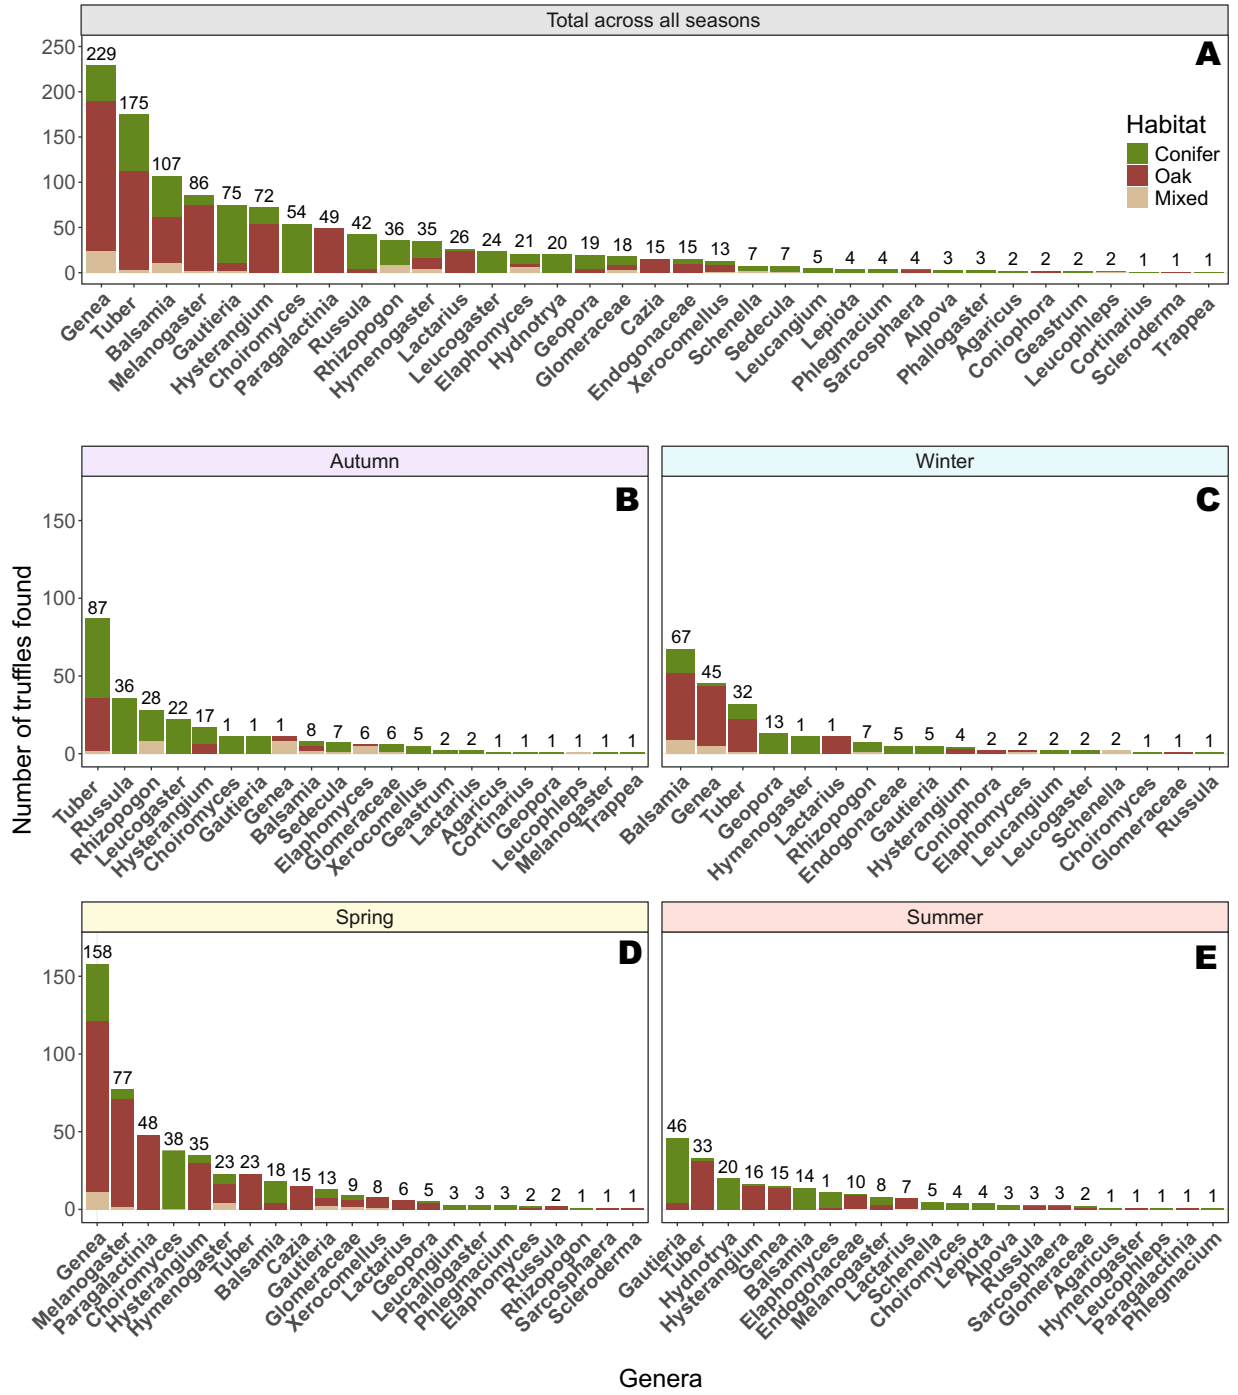 Total across all seasons
A
250
200
150
100
50
0
229 175 107 86 75 72 54 49 42 36 35 26 24 21 20 19 18 15 15 13 7 7 5 4 4 4 3 3 2 2 2 2 1 1 1
Habitat
Conifer
Oak
Mixed
Genea Tuber Balsamia Melanogaster Gautieria Hysterangium Choiromyces Paragalactinia Russula Rhizopogon Hymenogaster Lactarius Leucogaster Elaphomyces Hydnotrya Geopora Glomeraceae Cazia Endogonaceae Xerocomellus Schenella Sedecula Leucangium Lepiota Phlegmacium Sarcosphaera Alpova Phallogaster Agaricus Coniophora Geastrum Leucophleps Cortinarius Scleroderma Trappea
Number of truffles found
Autumn
B
150
100
50
0
87 36 28 22 17 1 1 1 8 7 6 6 5 2 2 1 1 1 1 1 1
Tuber Russula Rhizopogon Leucogaster Hysterangium Choiromyces Gautieria Genea Balsamia Sedecula Elaphomyces Glomeraceae Xerocomellus Geastrum Lactarius Agaricus Cortinarius Geopora Leucophleps Melanogaster Trappea
Winter
C
67 45 32 13 1 1 7 5 5 4 2 2 2 2 2 1 1 1
Balsamia Genea Tuber Geopora Hymenogaster Lactarius Rhizopogon Endogonaceae Gautieria Hysterangium Coniophora Elaphomyces Leucangium Leucogaster Schenella Choiromyces Glomeraceae Russula
Spring
D
150
100
50
0
158 77 48 38 35 23 23 18 15 13 9 8 6 5 3 3 3 2 2 1 1 1
Genea Melanogaster Paragalactinia Choiromyces Hysterangium Hymenogaster Tuber Balsamia Cazia Gautieria Glomeraceae Xerocomellus Lactarius Geopora Leucangium Phallogaster Phlegmacium Elaphomyces Russula Rhizopogon Sarcosphaera Scleroderma
Summer
E
46 33 20 16 15 14 1 10 8 7 5 4 4 3 3 3 2 1 1 1 1 1
Gautieria Tuber Hydnotrya Hysterangium Genea Balsamia Elaphomyces Endogonaceae Melanogaster Lactarius Schenella Choiromyces Lepiota Alpova Russula Sarcosphaera Glomeraceae Agaricus Hymenogaster Leucophleps Paragalactinia Phlegmacium
Genera